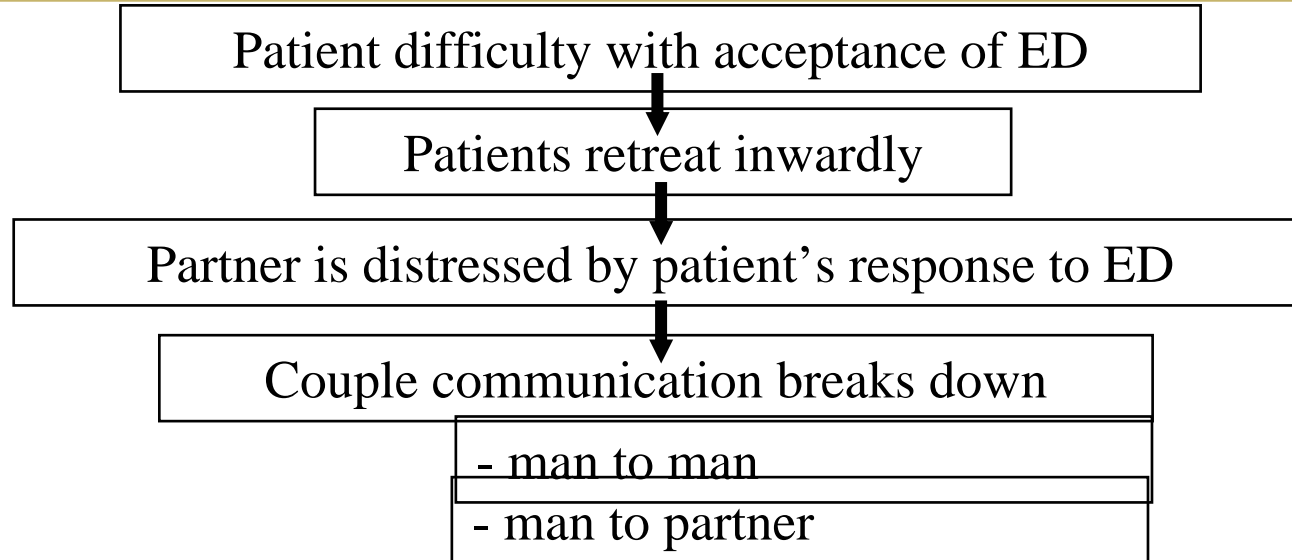 Patient difficulty with acceptance of ED
Patients retreat inwardly
Partner is distressed by patient’s response to ED
Couple communication breaks down
- man to man
- man to partner